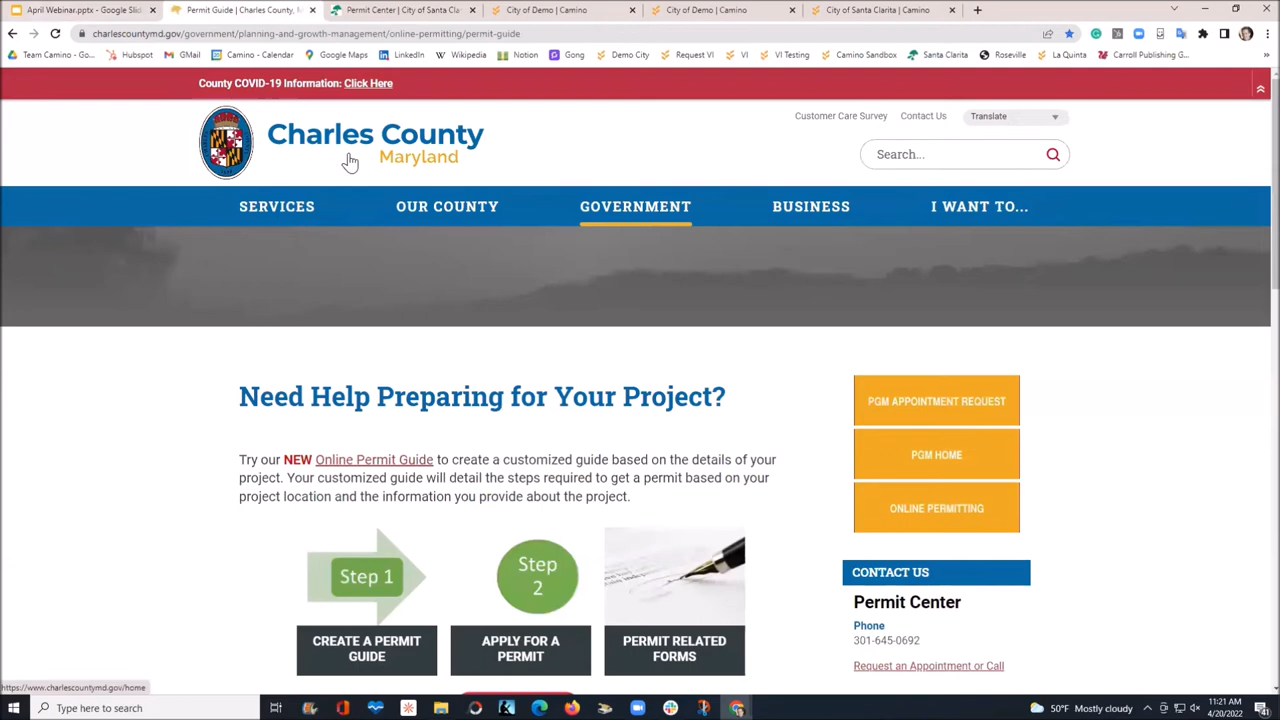 April Webinar.pptx - Google Slid
Permit Guide | Charles County, M
Permit Center | City of Santa Cla
City of Demo | Camino
City of Demo | Camino
City of Santa Clarita | Camino
charlescountymd.gov/government/planning-and-growth-management/online-permitting/permit-guide
Team Camino - Go...
Hubspot
GMail
Camino - Calendar
Google Maps
LinkedIn
Wikipedia
Notion
Gong
Demo City
Request VI
VI
VI Testing
Camino Sandbox
Santa Clarita
Roseville
La Quinta
Carroll Publishing G...
County COVID-19 Information: Click Here
Charles County
Maryland
Customer Care Survey
Contact Us
Translate
Search...
SERVICES
OUR COUNTY
GOVERNMENT
BUSINESS
I WANT TO...
Need Help Preparing for Your Project?
Try our NEW Online Permit Guide to create a customized guide based on the details of your
project. Your customized guide will detail the steps required to get a permit based on your
project location and the information you provide about the project.
Step 1
Step
2
CREATE A PERMIT
GUIDE
APPLY FOR A
PERMIT
PERMIT RELATED
FORMS
PGM APPOINTMENT REQUEST
PGM HOME
ONLINE PERMITTING
CONTACT US
Permit Center
Phone
301-645-0692
Request an Appointment or Call
https://www.charlescountymd.gov/home
Type here to search
50°F Mostly cloudy
11:21 AM
4/20/2022